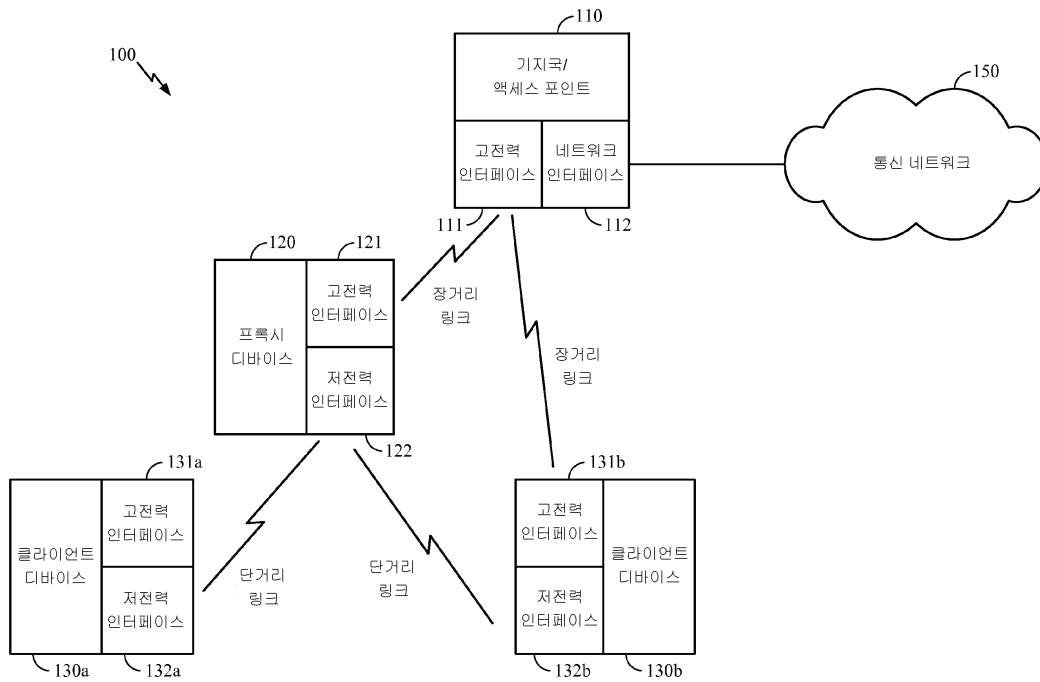 110
100
기지국/
액세스 포인트
150
고전력
인터페이스
네트워크
인터페이스
통신 네트워크
111
112
120
121
고전력
인터페이스
장거리
링크
프록시
디바이스
장거리
링크
저전력
인터페이스
122
131a
131b
고전력
인터페이스
고전력
인터페이스
클라이언트
디바이스
단거리
링크
단거리
링크
클라이언트
디바이스
저전력
인터페이스
저전력
인터페이스
130a
132a
132b
130b